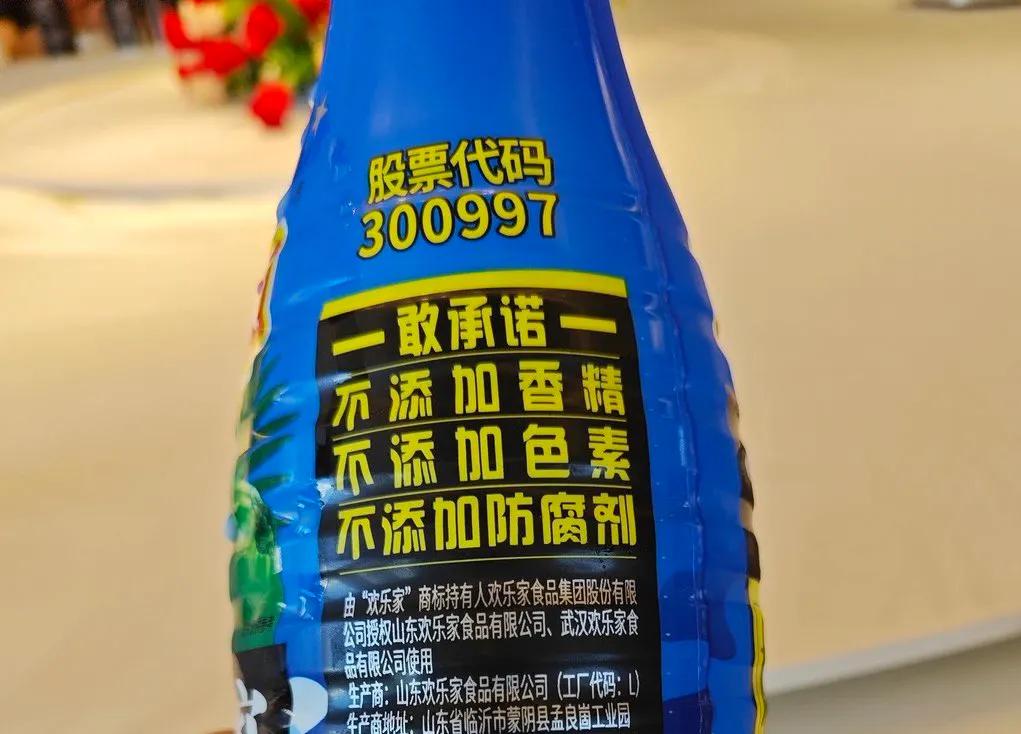 股票代码
300997
敢承诺
不添加香精
不添加色素
不添加防腐剂
由“欢乐家”商标持有人欢乐家食品集团股份有限
公司授权山东欢乐家食品有限公司、武汉欢乐家食
品有限公司使用
生产商：山东欢乐家食品有限公司（工厂代码：L）
生产商地址：山东省临沂市蒙阴县孟良崮工业园